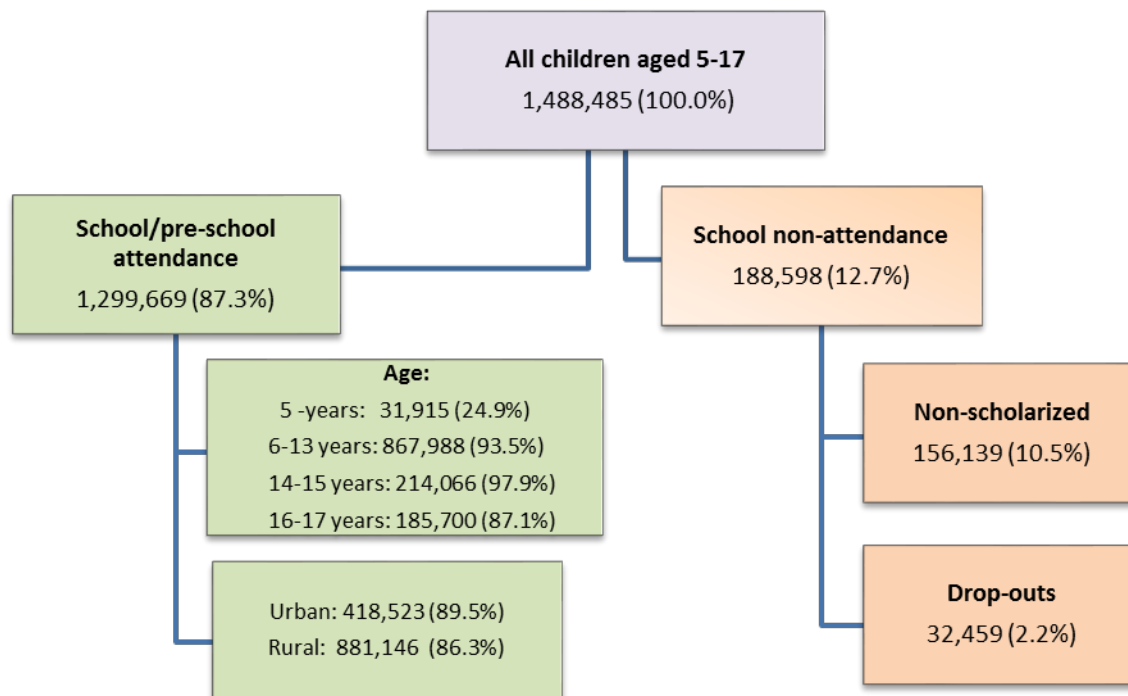 All children aged 5-17
1,488,485 (100.0%)
School/pre-school
attendance
1,299,669 (87.3%)
School non-attendance
188,598 (12.7%)
Age:
5 -years: 31,915 (24.9%)
6-13 years: 867,988 (93.5%)
14-15 years: 214,066 (97.9%)
16-17 years: 185,700 (87.1%)
Urban: 418,523 (89.5%)
Rural: 881,146 (86.3%)
Non-scholarized
156,139 (10.5%)
Drop-outs
32,459 (2.2%)